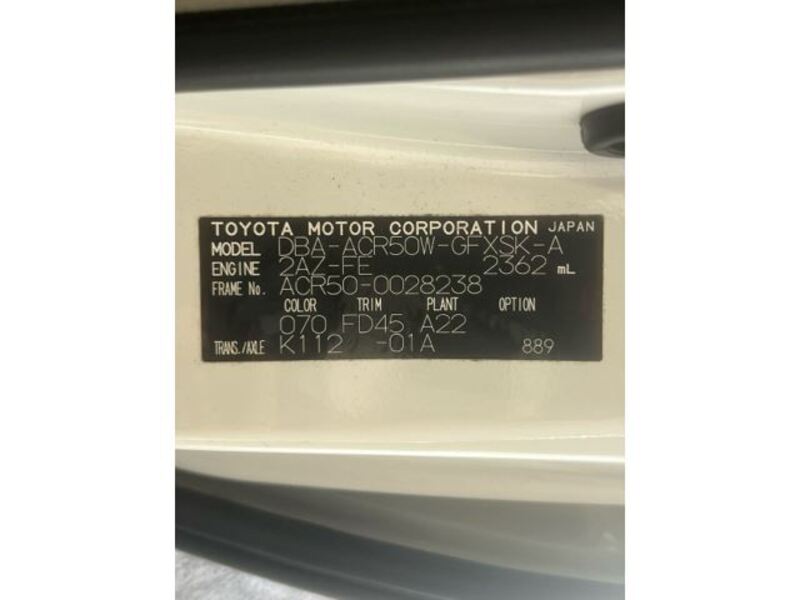 TOYOTA MOTOR CORPORATION JAPAN
MODEL DBA-ACR50W-GFXSK-A
ENGINE 2AZ-FE 2362 mL
FRAME No. ACR50-0028238
COLOR TRIM PLANT OPTION
070 FD45 A22
TRANS./AXLE K112 -01A 889